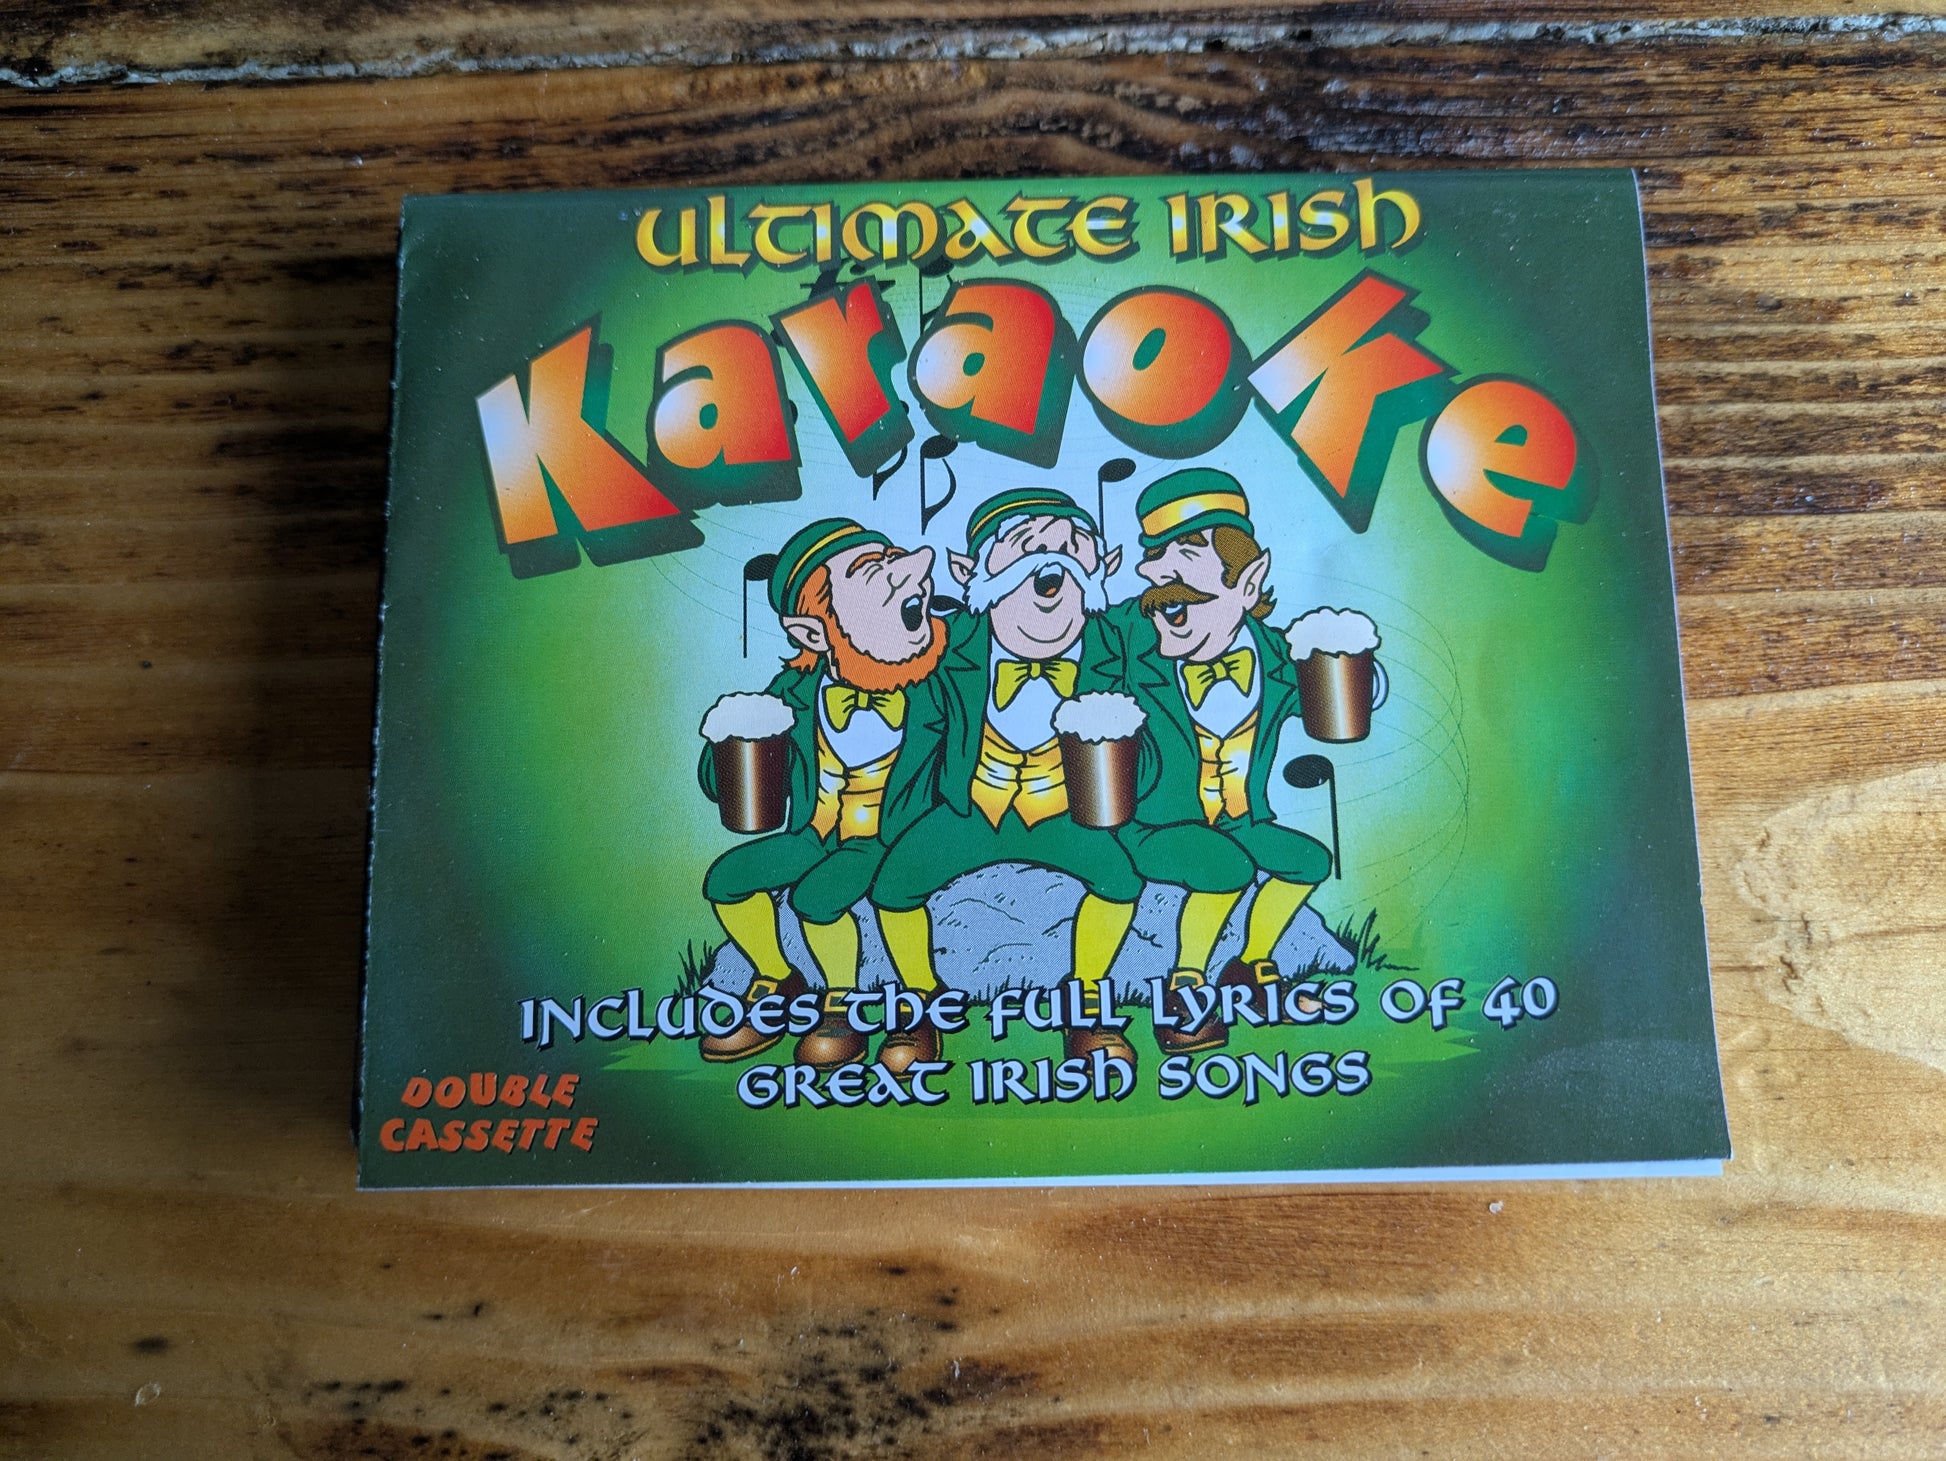 ULTIMATE IRISH
Karaoke
INCLUDES THE FULL LYRICS OF 40
GREAT IRISH SONGS
DOUBLE
CASSETTE